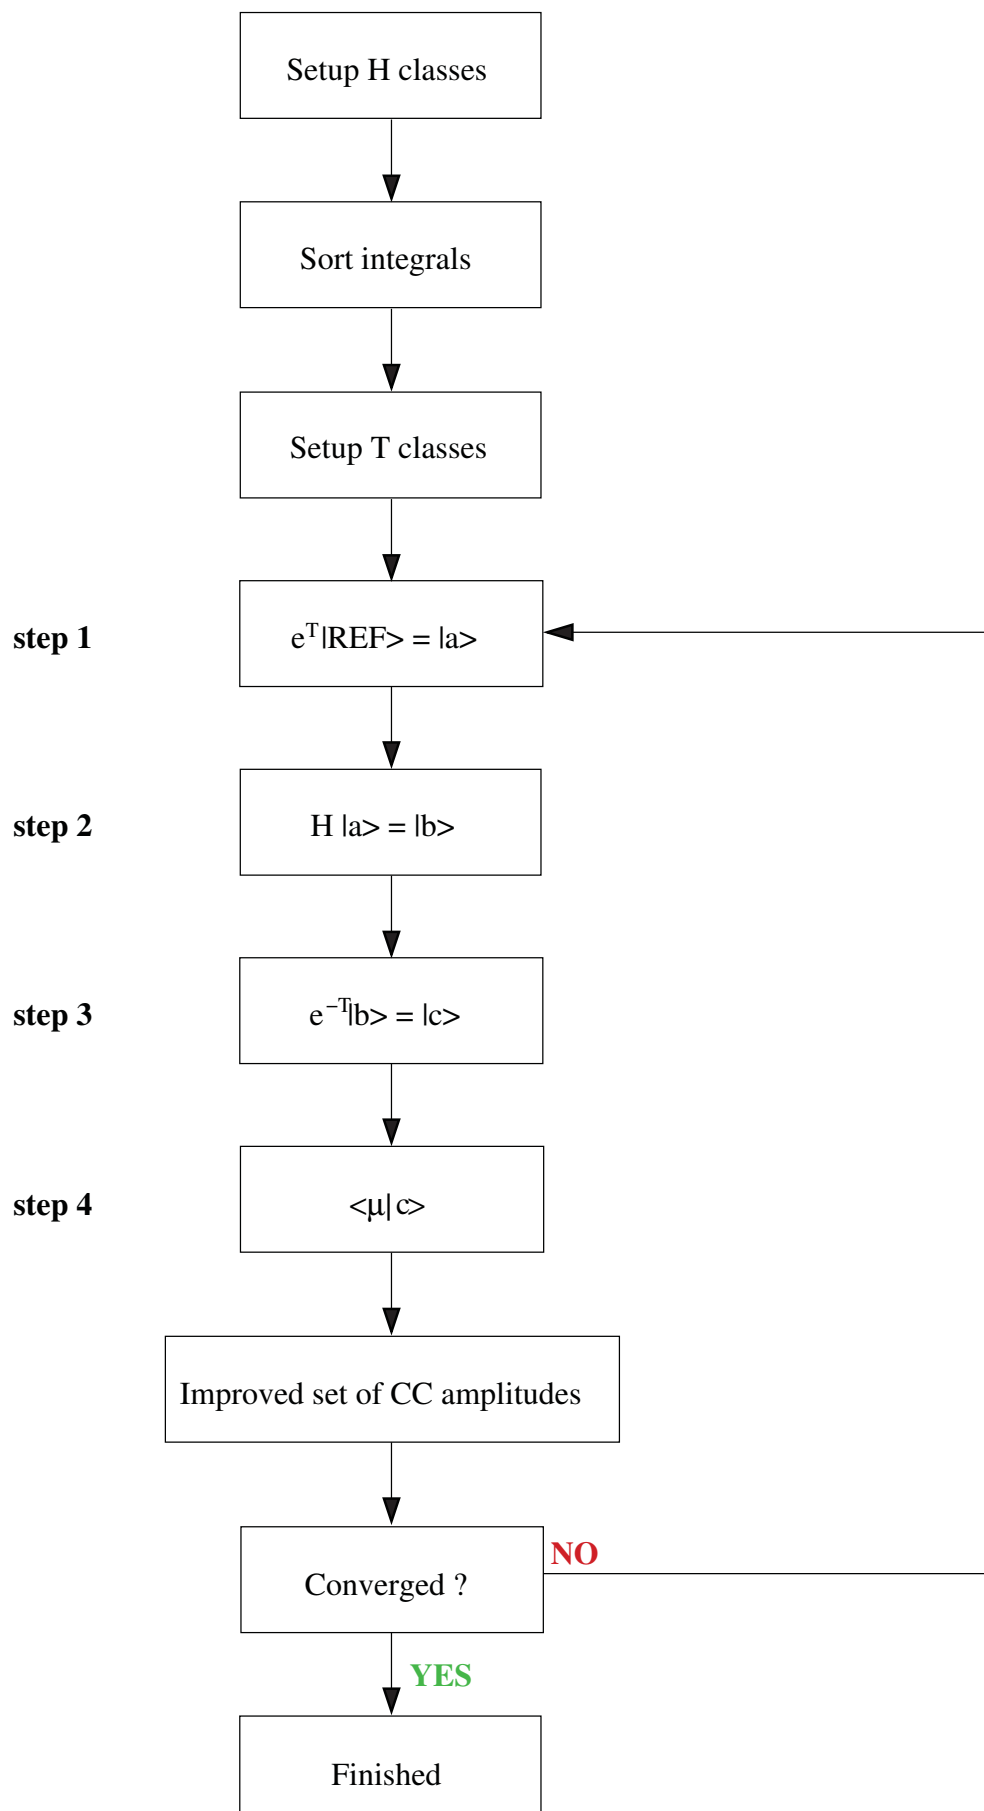 Setup H classes
Sort integrals
Setup T classes
step 1
e^T|REF> = |a>
step 2
H |a> = |b>
step 3
e^−T|b> = |c>
step 4
<μ|c>
Improved set of CC amplitudes
NO
Converged ?
YES
Finished